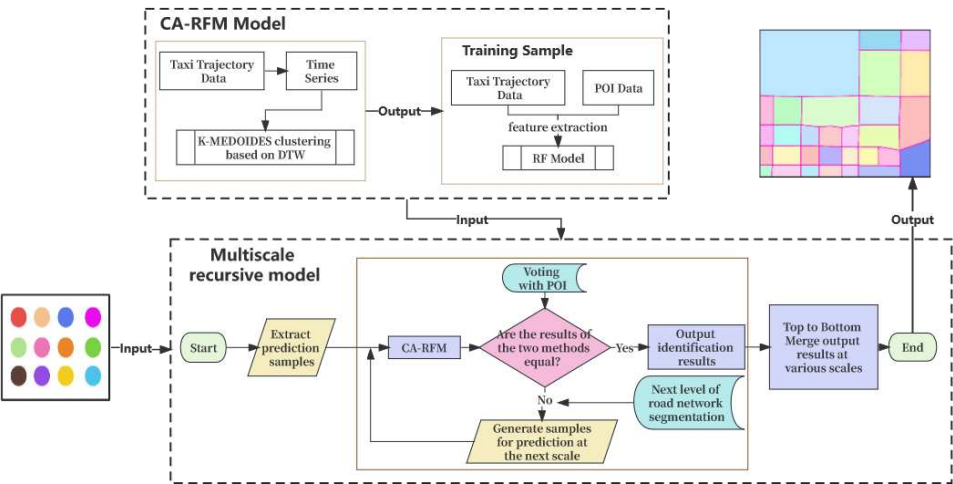 CA-RFM Model
Taxi Trajectory
Data
Time
Series
K-MEDOIDES clustering
based on DTW
Output
Training Sample
Taxi Trajectory
Data
POI Data
feature extraction
RF Model
Input
Output
Multiscale
recursive model
Input
Start
Extract
prediction
samples
CA-RFM
Voting
with POI
Are the results of
the two methods
equal?
Yes
No
Output
identification
results
Next level of
road network
segmentation
Generate samples
for prediction at
the next scale
Top to Bottom
Merge output
results at
various scales
End